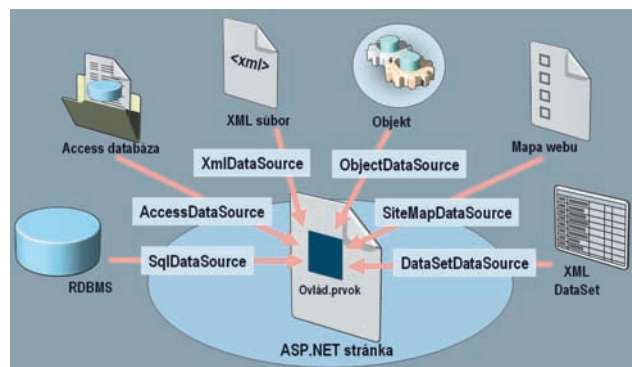 <xml>
XML súbor
Objekt
Access databáza
Mapa webu
XmlDataSource
ObjectDataSource
AccessDataSource
SiteMapDataSource
SqlDataSource
DataSetDataSource
RDBMS
Ovlád.prvok
XML
DataSet
ASP.NET stránka